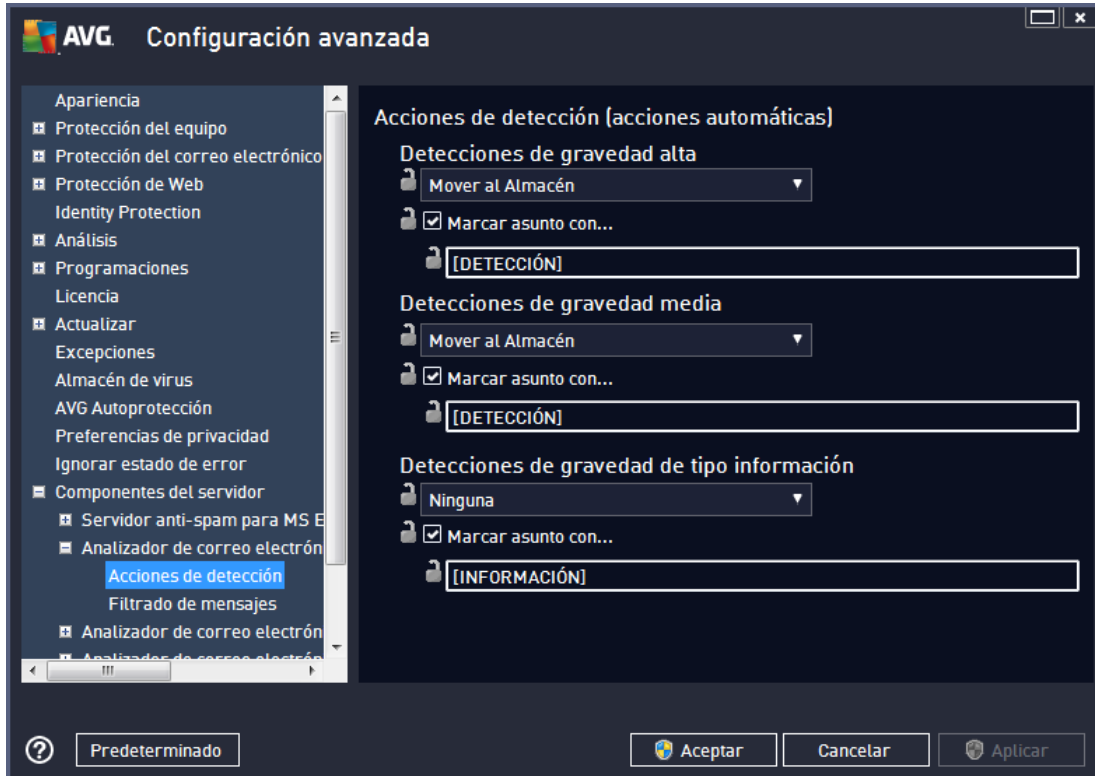 AVG. Configuración avanzada
Apariencia
Protección del equipo
Protección del correo electrónico
Protección de Web
Identity Protection
Análisis
Programaciones
Licencia
Actualizar
Excepciones
Almacén de virus
AVG Autoprotección
Preferencias de privacidad
Ignorar estado de error
Componentes del servidor
Servidor anti-spam para MS E
Analizador de correo electrón
Acciones de detección
Filtrado de mensajes
Analizador de correo electrón
Analizador de correo electrón
Acciones de detección (acciones automáticas)
Detecciones de gravedad alta
Mover al Almacén
Marcar asunto con...
[DETECCIÓN]
Detecciones de gravedad media
Mover al Almacén
Marcar asunto con...
[DETECCIÓN]
Detecciones de gravedad de tipo información
Ninguna
Marcar asunto con...
[INFORMACIÓN]
? Predeterminado Aceptar Cancelar Aplicar